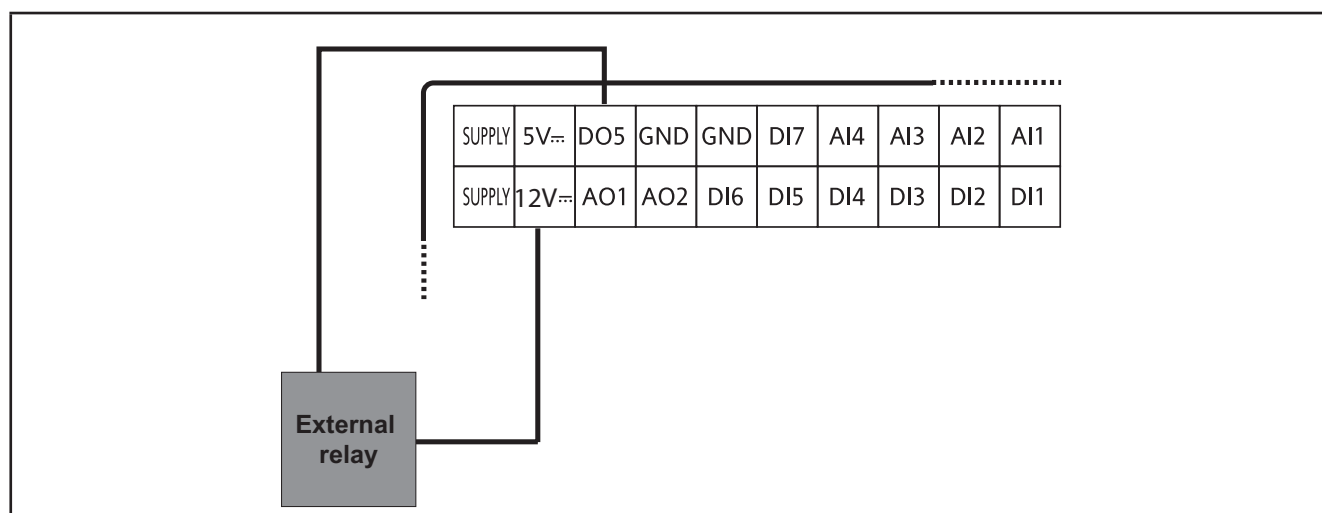 SUPPLY 5V⎓ DO5 GND GND DI7 AI4 AI3 AI2 AI1
SUPPLY 12V⎓ AO1 AO2 DI6 DI5 DI4 DI3 DI2 DI1
External
relay